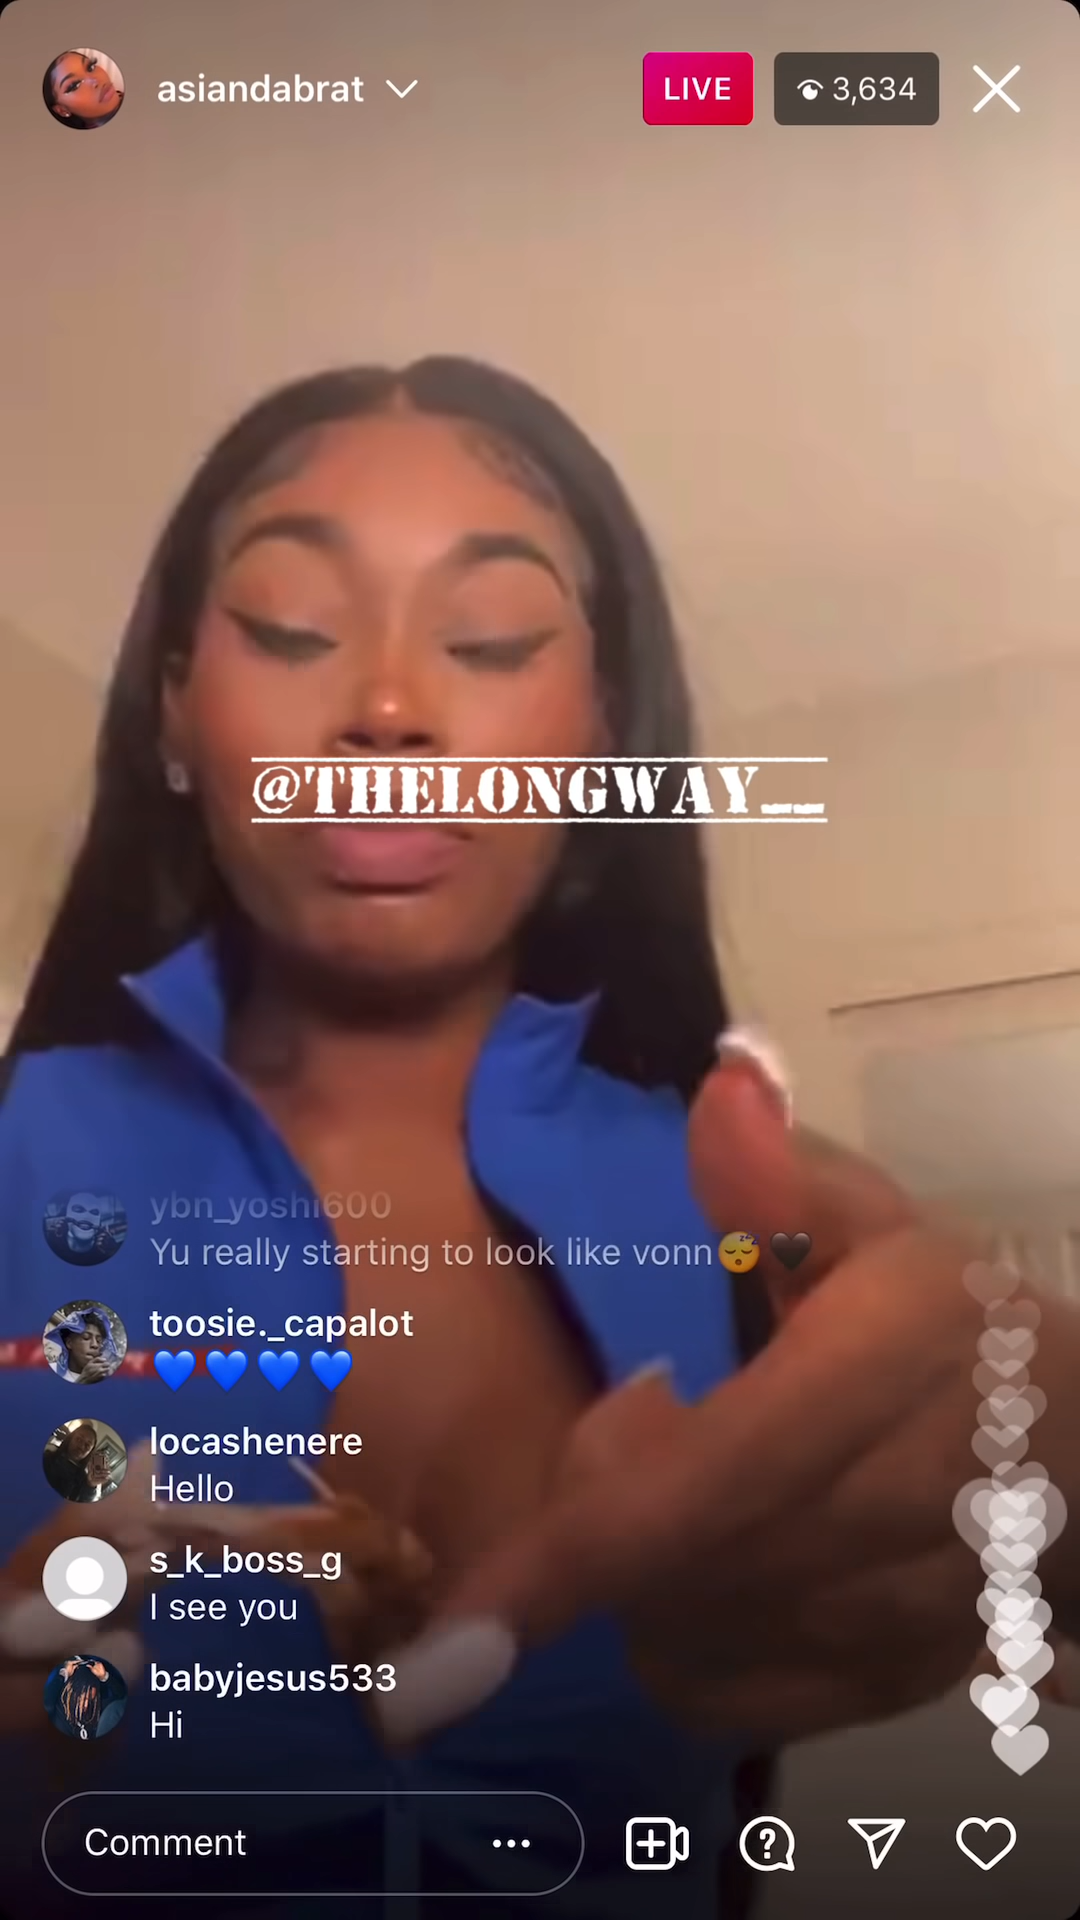 asiandabrat
LIVE
3,634
@THELONGWAY__
ybn_yoshi600
Yu really starting to look like vonn😴🖤
toosie._capalot
💙💙💙💙
locashenere
Hello
s_k_boss_g
I see you
babyjesus533
Hi
Comment